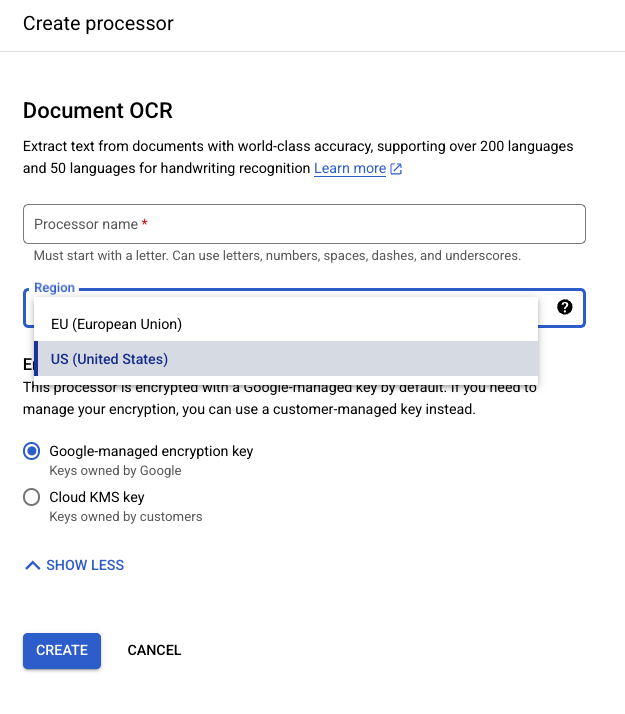 Create processor
Document OCR
Extract text from documents with world-class accuracy, supporting over 200 languages
and 50 languages for handwriting recognition Learn more
Processor name *
Must start with a letter. Can use letters, numbers, spaces, dashes, and underscores.
Region
EU (European Union)
US (United States)
This processor is encrypted with a Google-managed key by default. If you need to
manage your encryption, you can use a customer-managed key instead.
Google-managed encryption key
Keys owned by Google
Cloud KMS key
Keys owned by customers
SHOW LESS
CREATE
CANCEL